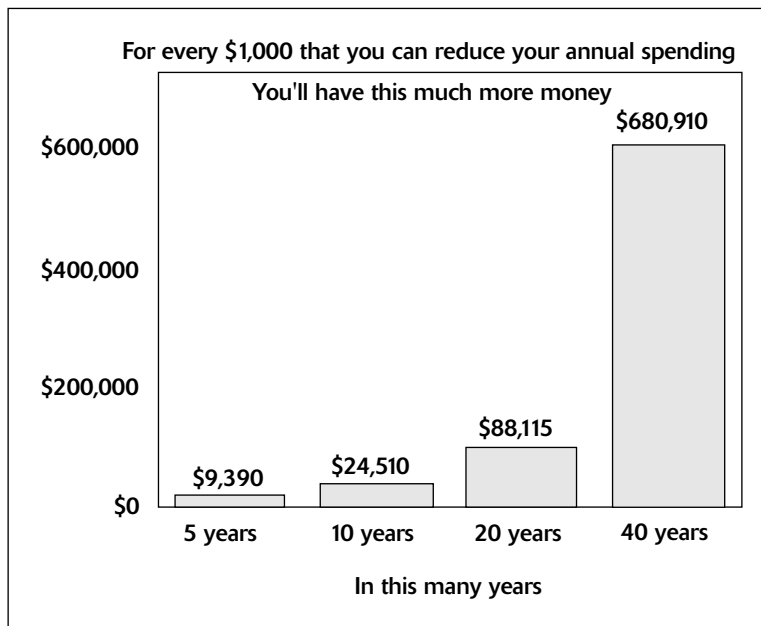 For every $1,000 that you can reduce your annual spending
You'll have this much more money
$680,910
$600,000
$400,000
$200,000
$88,115
$24,510
$9,390
$0
5 years 10 years 20 years 40 years
In this many years